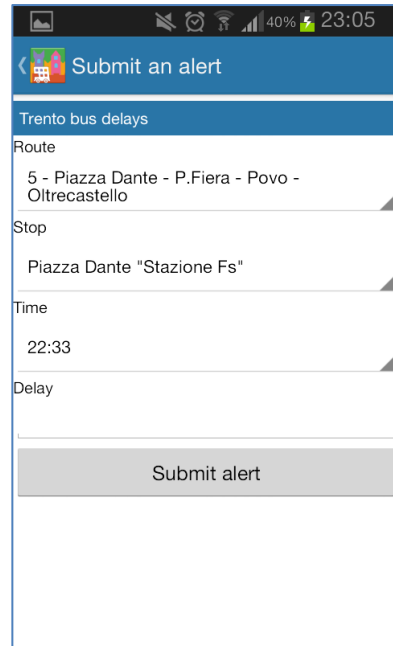 40% 23:05
Submit an alert
Trento bus delays
Route
5 - Piazza Dante - P.Fiera - Povo -
Oltrecastello
Stop
Piazza Dante "Stazione Fs"
Time
22:33
Delay
Submit alert